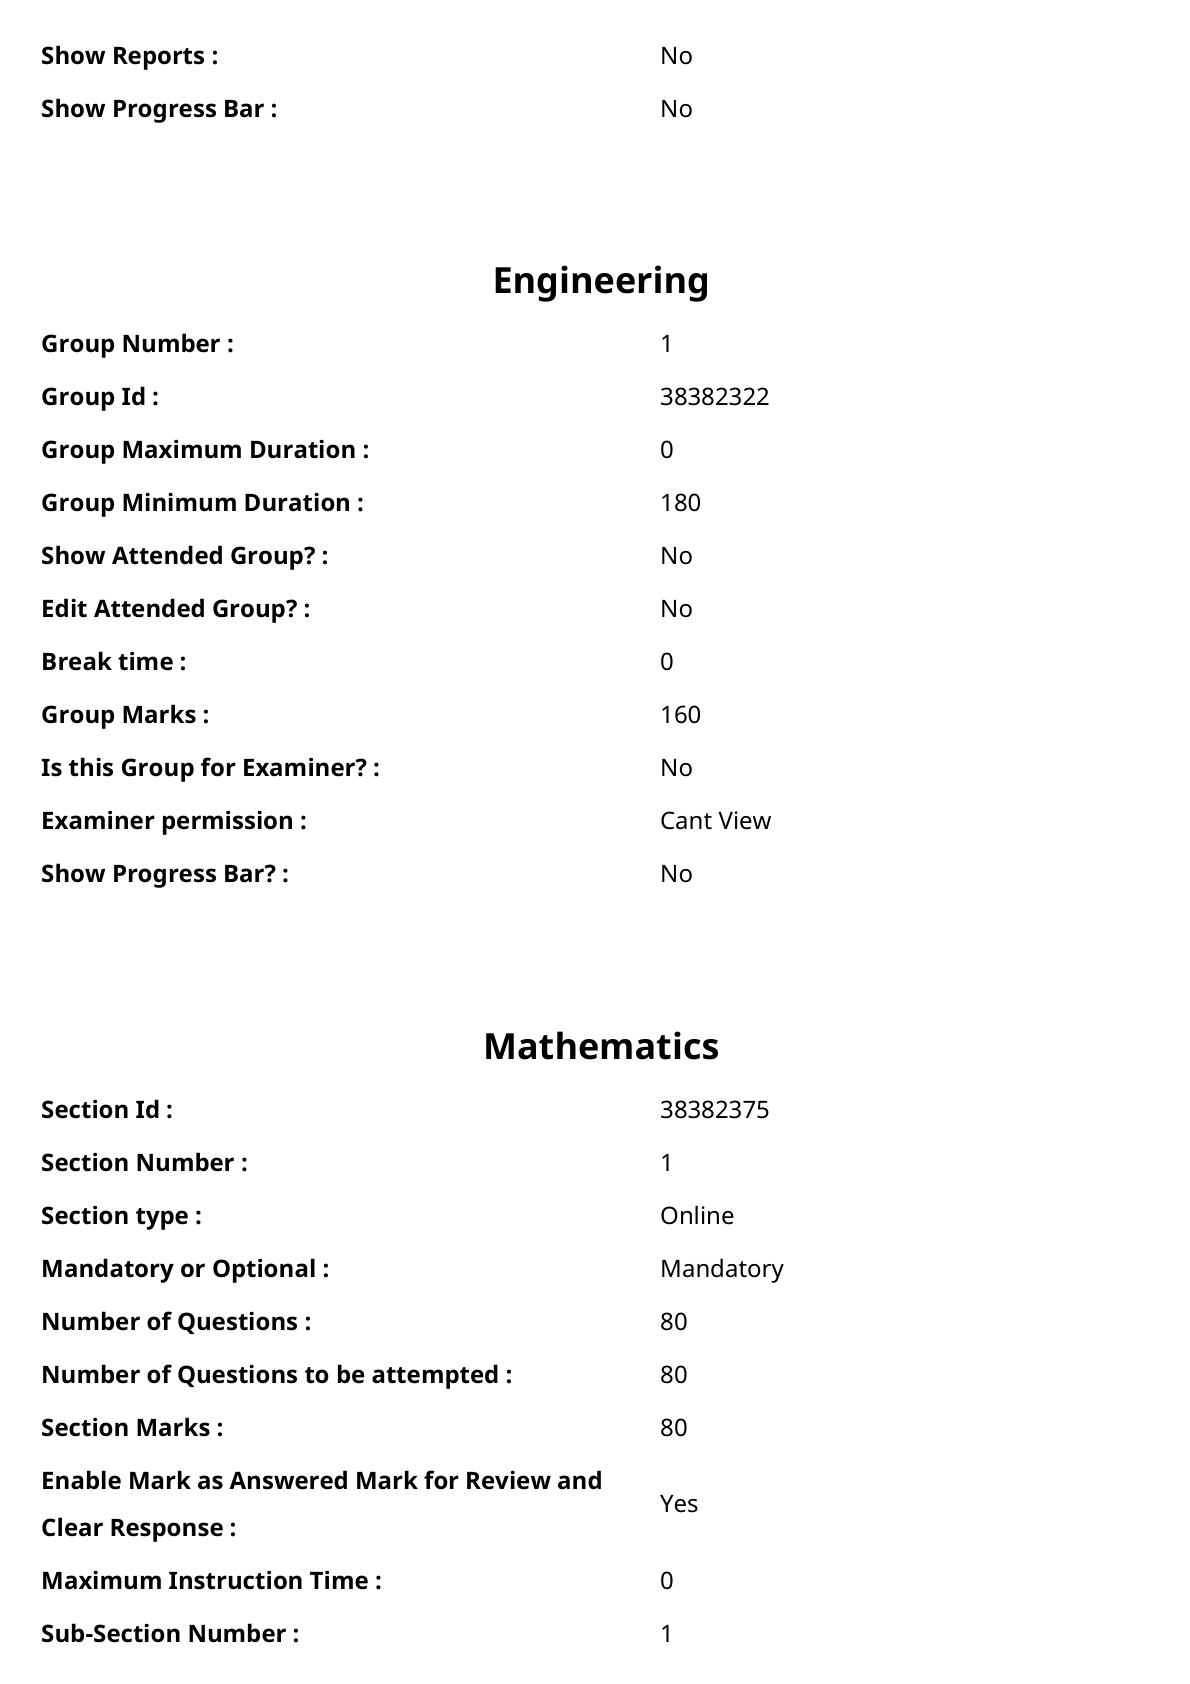 Show Reports : No
Show Progress Bar : No
Engineering
Group Number : 1
Group Id : 38382322
Group Maximum Duration : 0
Group Minimum Duration : 180
Show Attended Group? : No
Edit Attended Group? : No
Break time : 0
Group Marks : 160
Is this Group for Examiner? : No
Examiner permission : Cant View
Show Progress Bar? : No
Mathematics
Section Id : 38382375
Section Number : 1
Section type : Online
Mandatory or Optional : Mandatory
Number of Questions : 80
Number of Questions to be attempted : 80
Section Marks : 80
Enable Mark as Answered Mark for Review and
Yes
Clear Response :
Maximum Instruction Time : 0
Sub-Section Number : 1